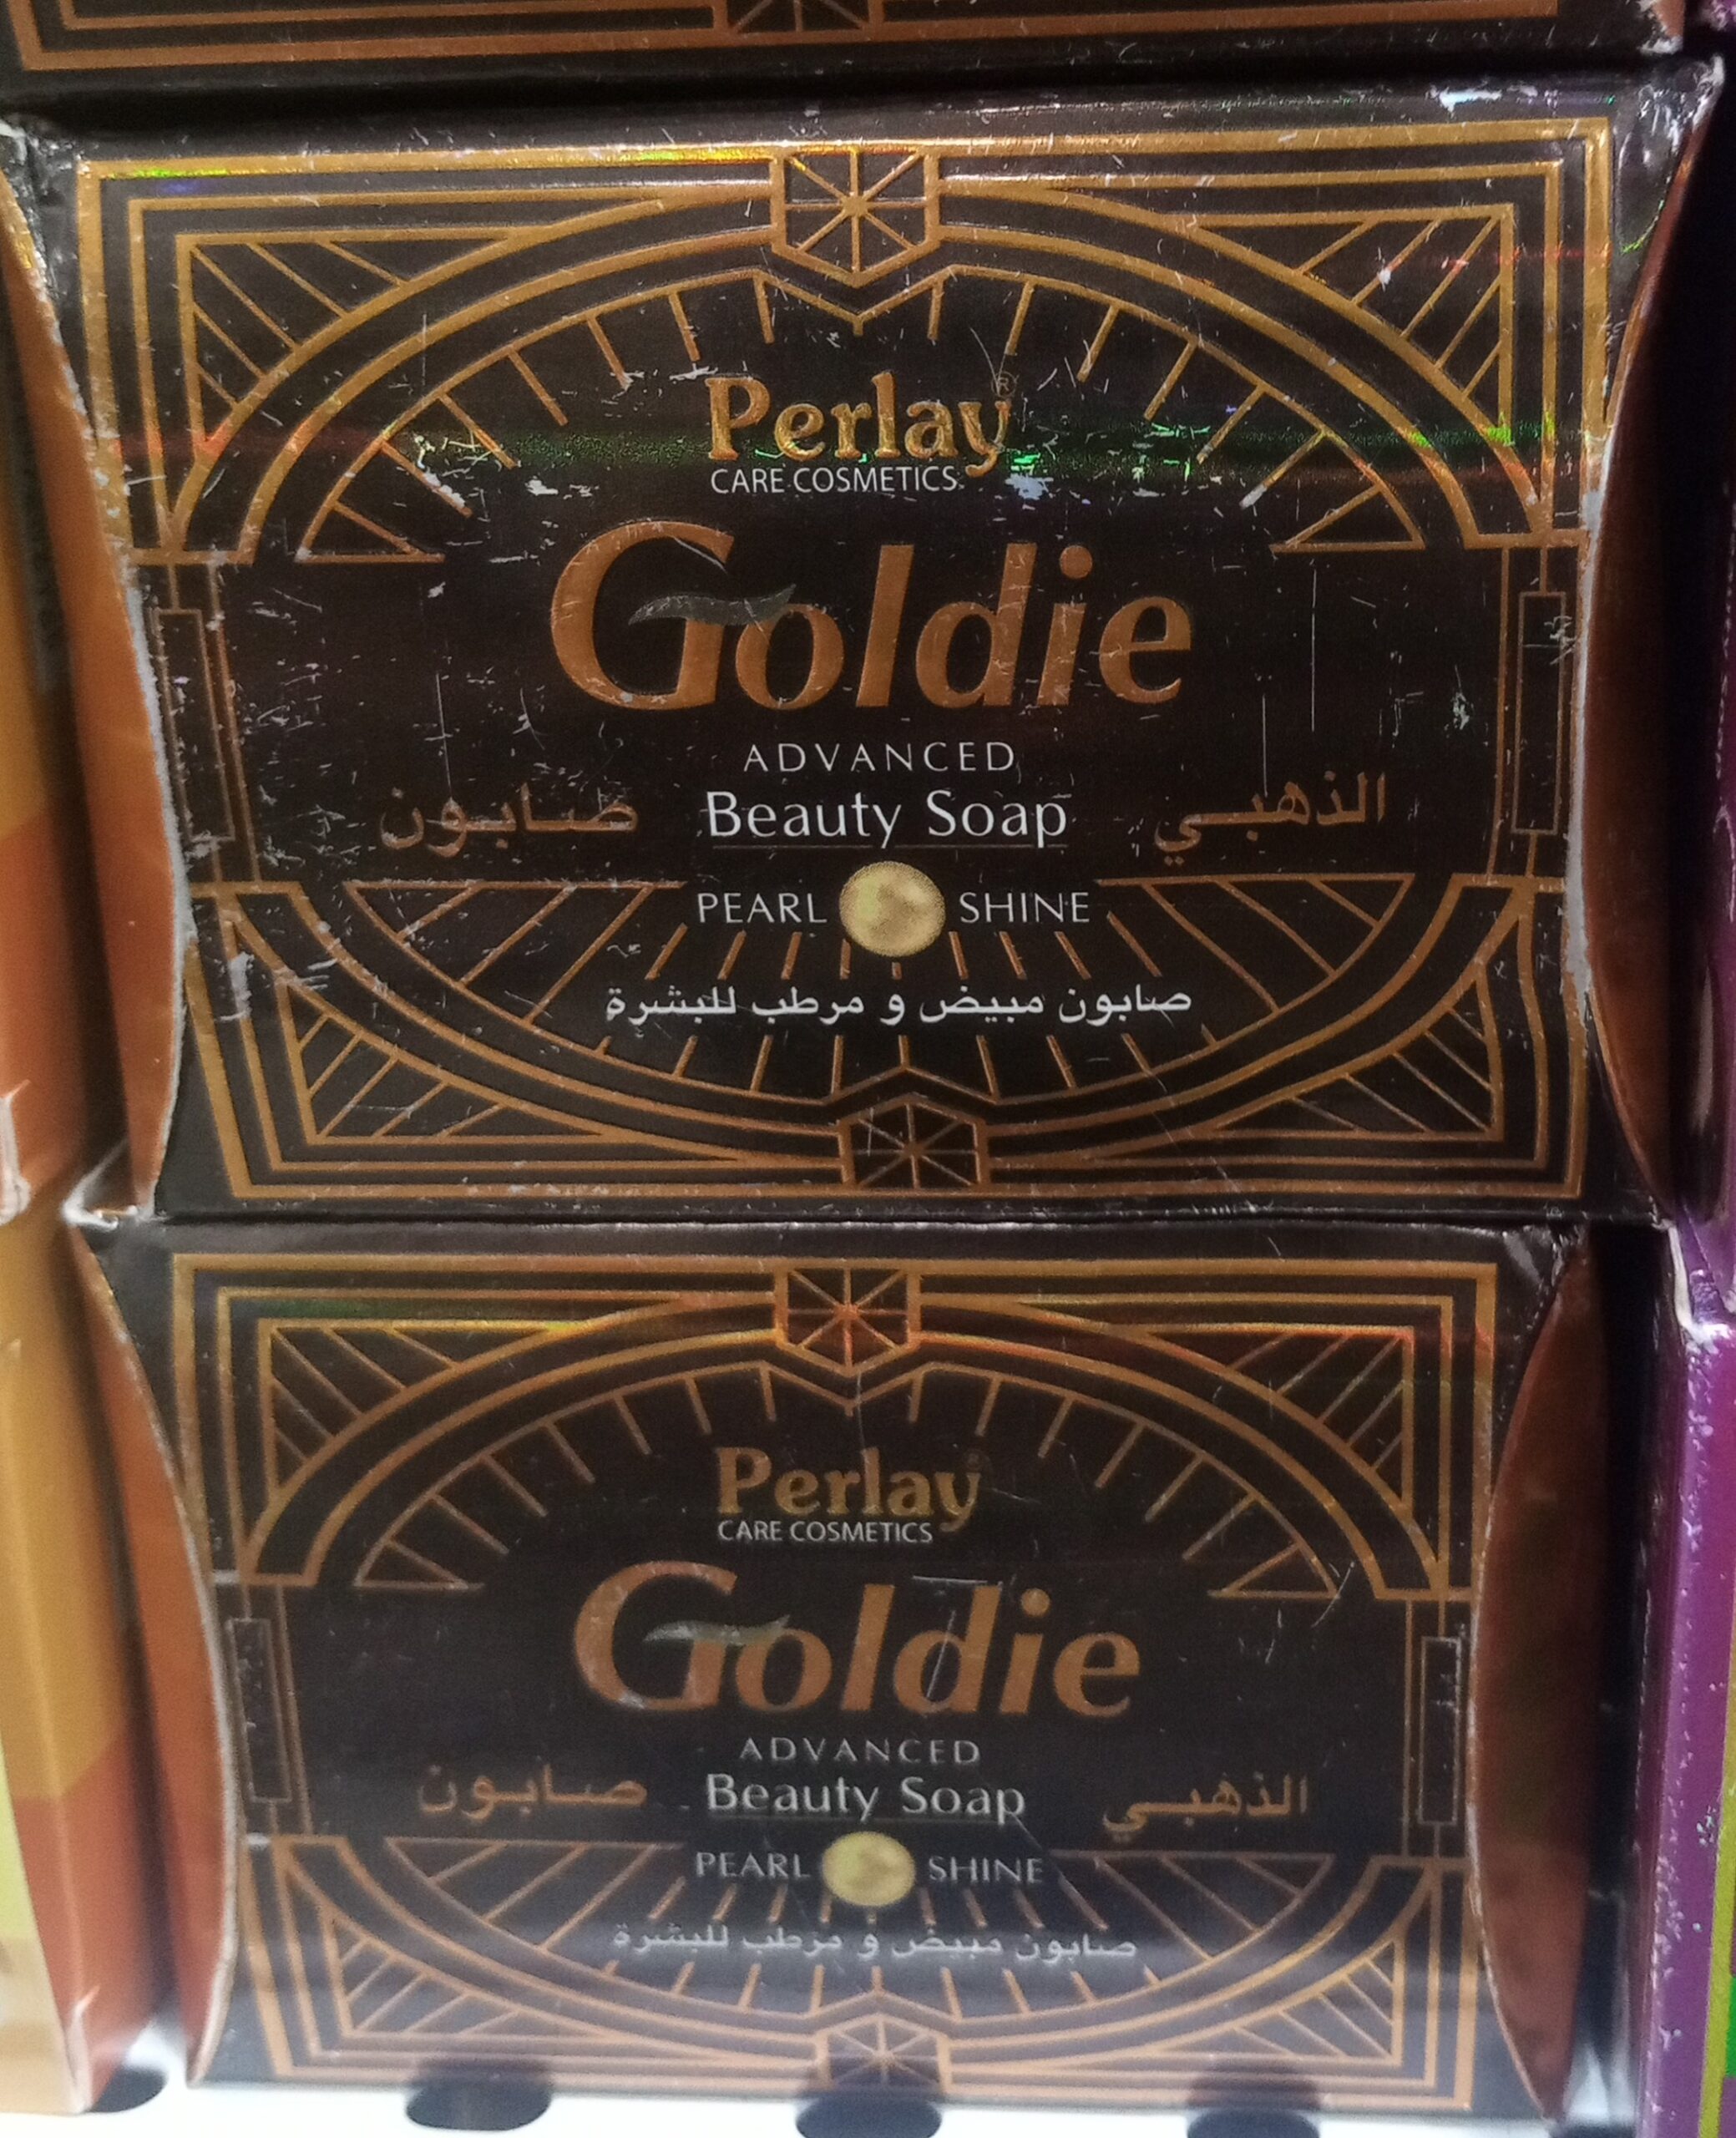 Perlay®
CARE COSMETICS
Goldie
ADVANCED
صابون Beauty Soap الذهبي
PEARL SHINE
صابون مبيض و مرطب للبشرة
Perlay
CARE COSMETICS
Goldie
ADVANCED
صابون Beauty Soap الذهبي
PEARL SHINE
صابون مبيض و مرطب للبشرة